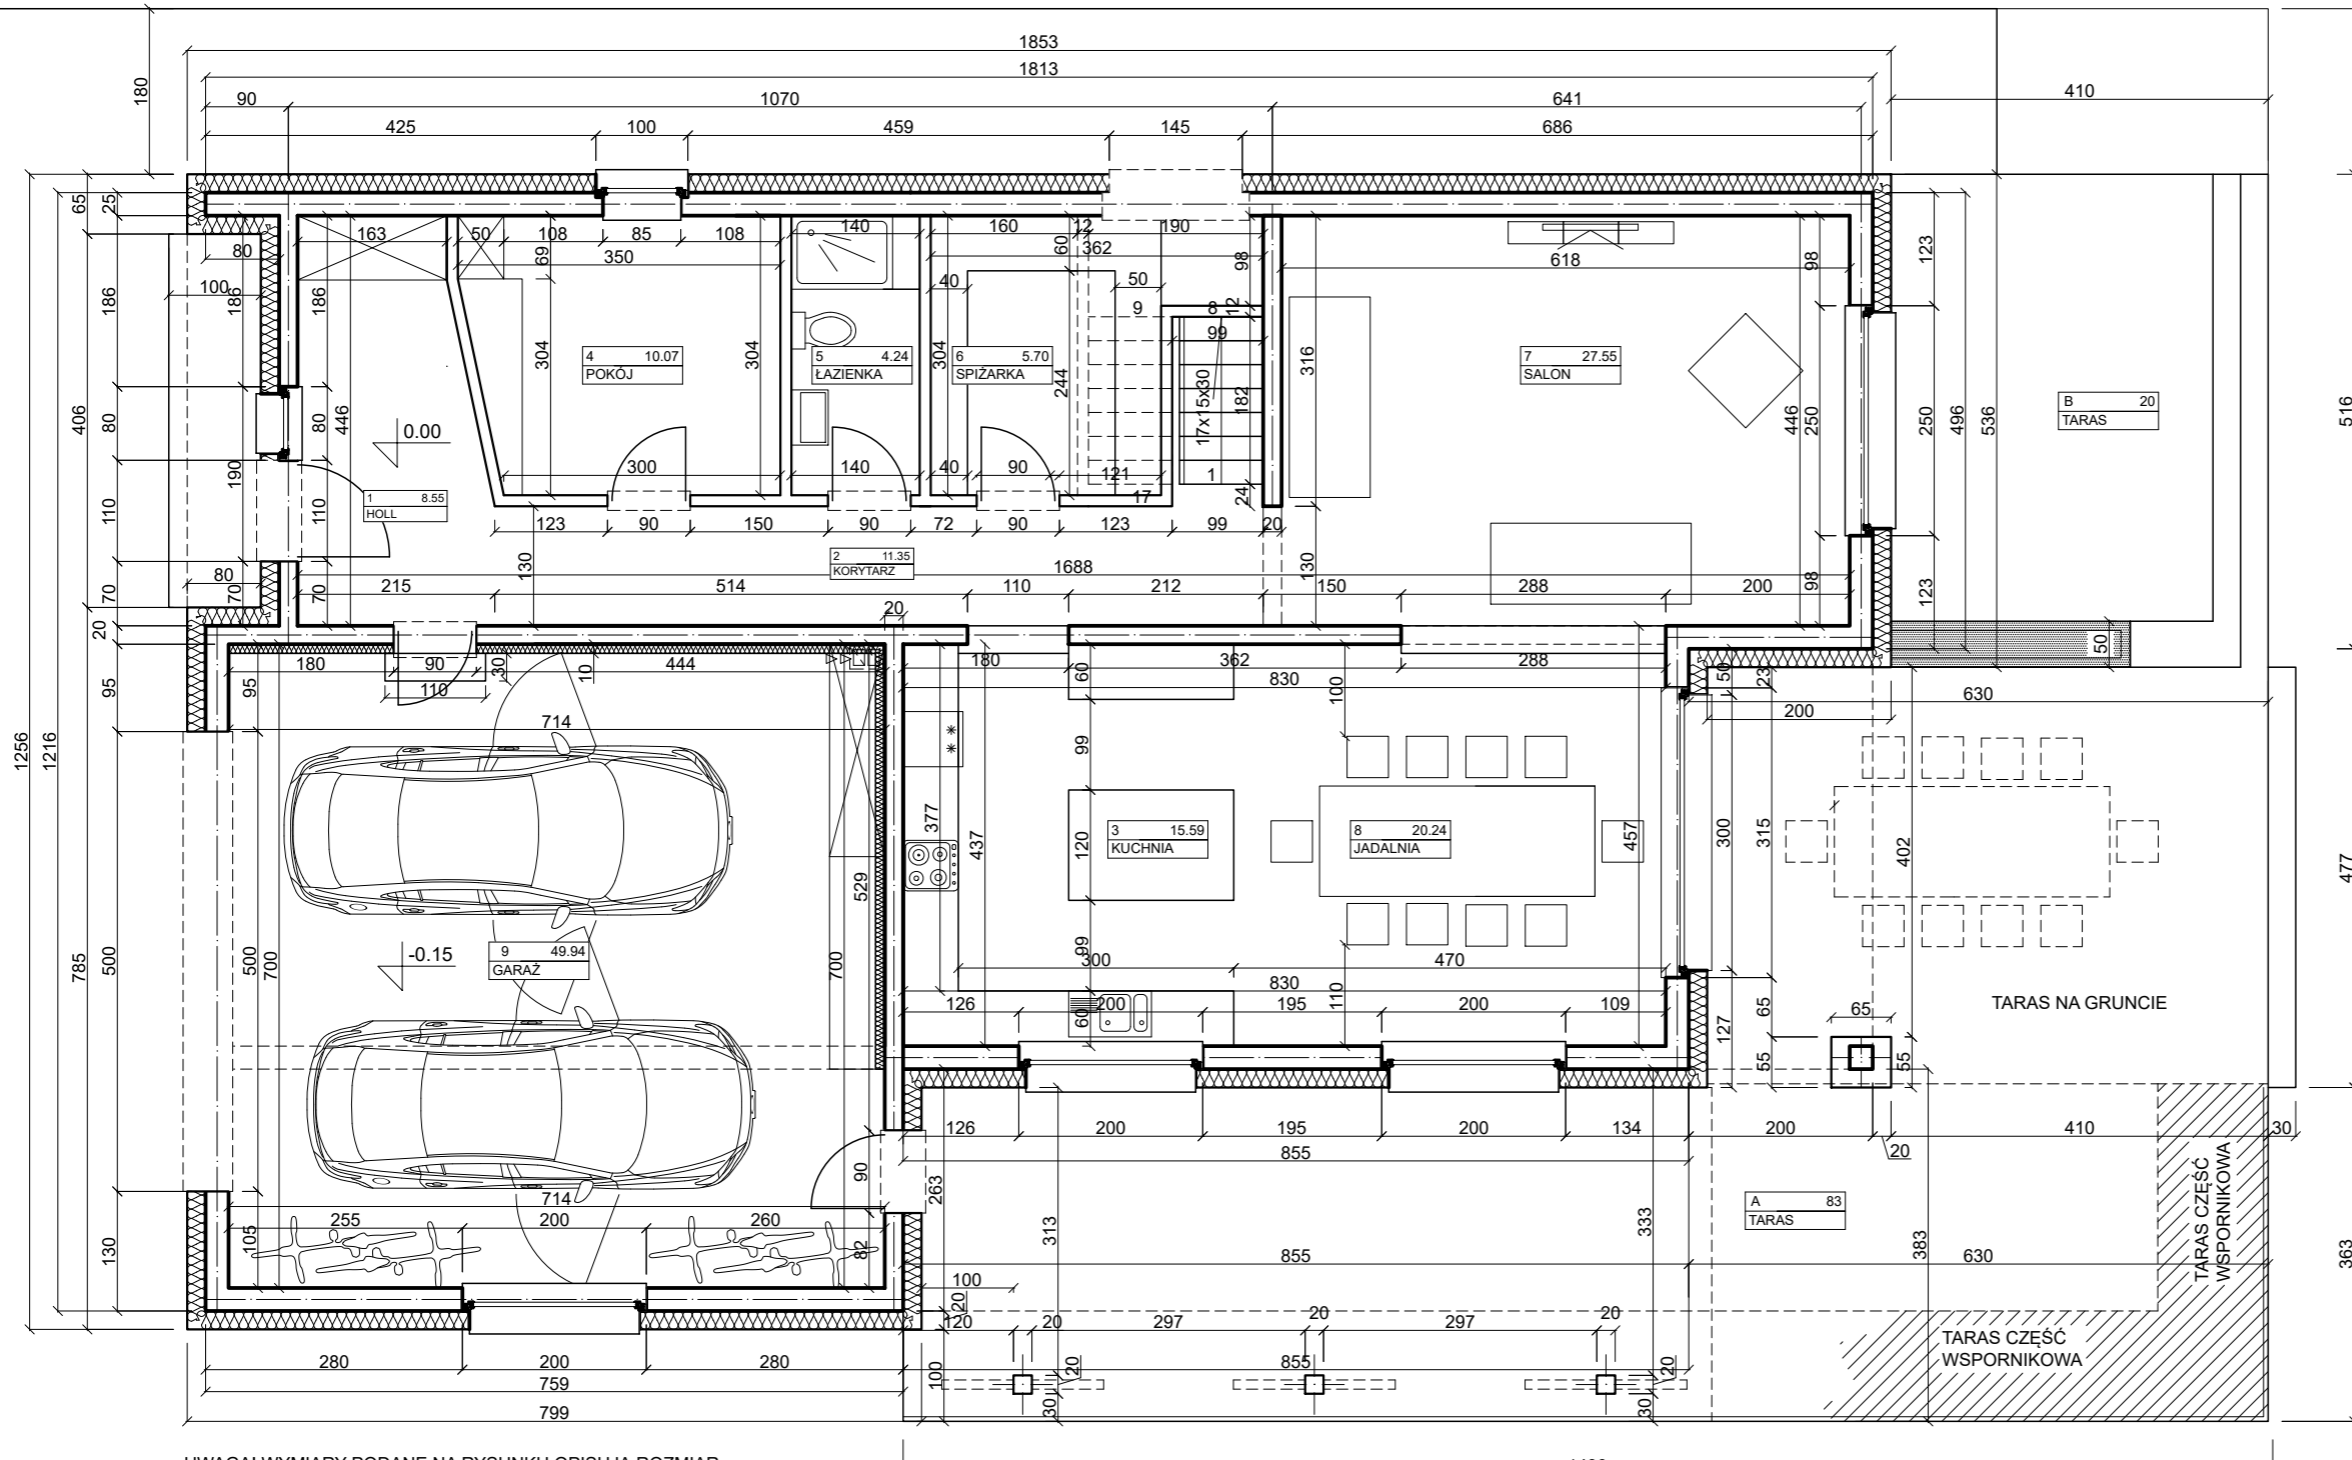 1853
1813
90 1070 641 410
425 100 459 145 686
180
65 25
163 50 108 85 108 140 160 12 190
80 69 350 60 362 98 618 98 123
100 186 186 186 40 50
9 8 12
99
304 304 304 244 316 182 17x15x30
4 10.07
POKÓJ
5 4.24
ŁAZIENKA
6 5.70
SPIŻARKA
7 27.55
SALON
B 20
TARAS
406 80 80 446 446 250 250 496 536 516
0.00
190 300 140 40 90 121
1 8.55
HOLL
110 110 1 17 24
123 90 150 90 72 90 123 99 20
2 11.35
KORYTARZ
130 1688 130
80 70 70 70 215 514 110 212 150 288 200 98 123
20 20
180 90 30 10 444 180 60 362 288 50 23 50
110 830 100 630
95 95 714 200
1256 1216
99
377 437 120
3 15.59
KUCHNIA
8 20.24
JADALNIA
457 300 315 402 477
529
785 500 500 700 700
-0.15
9 49.94
GARAŻ
99 300 470
830
126 200 195 200 109 110 60
127 65 55 65 55
TARAS NA GRUNCIE
126 200 195 200 134 200 410 30
855 20
90 263
714
255 200 260
130 105 82
313 333 383 363
A 83
TARAS
855 630
TARAS CZĘŚĆ
WSPORNIKOWA
100
20
120 20 297 20 297 20
TARAS CZĘŚĆ
WSPORNIKOWA
280 200 280 855 20 20
759 100
799 30 30